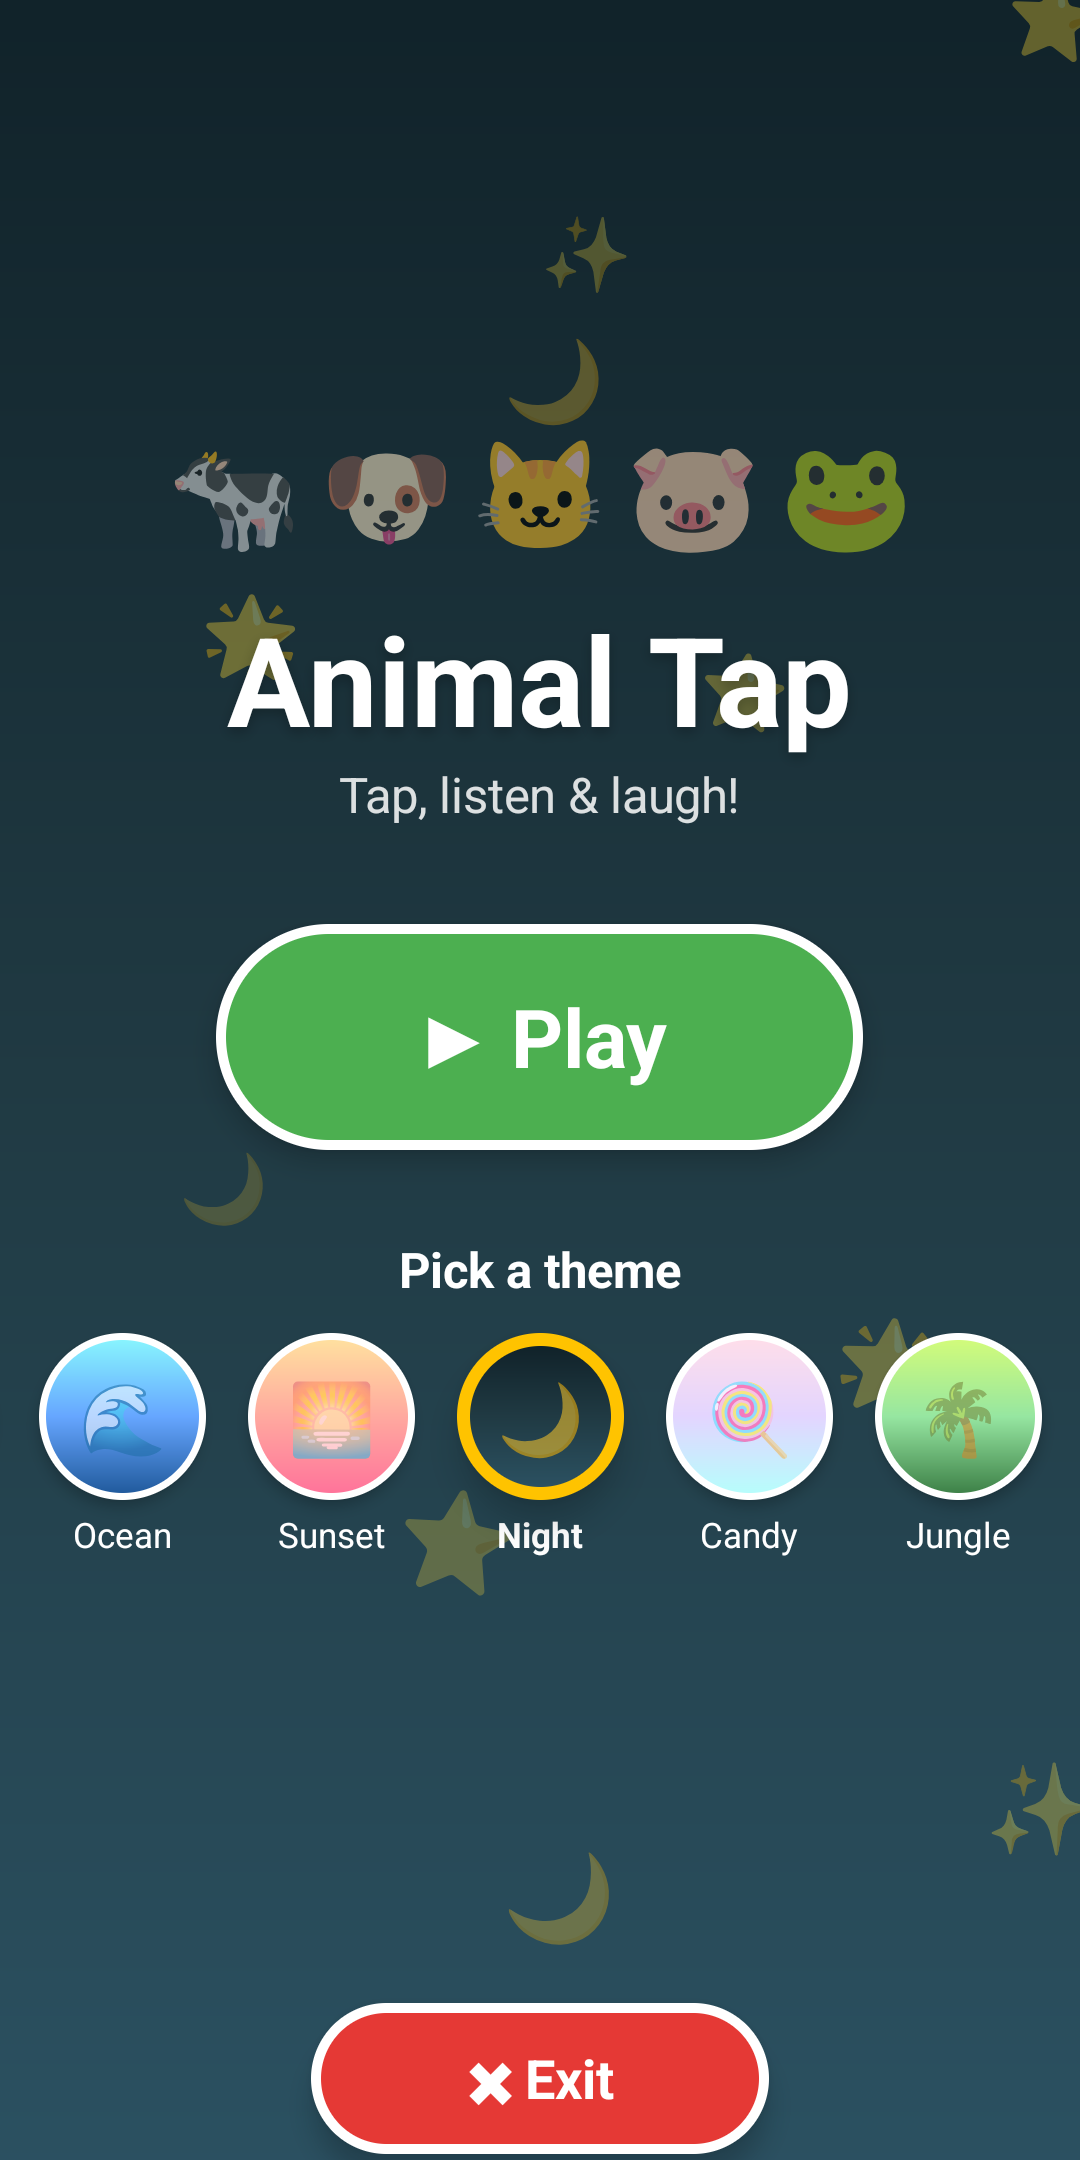 Animal Tap
Tap, listen & laugh!
▶ Play
Pick a theme
Ocean
Sunset
Night
Candy
Jungle
✖ Exit